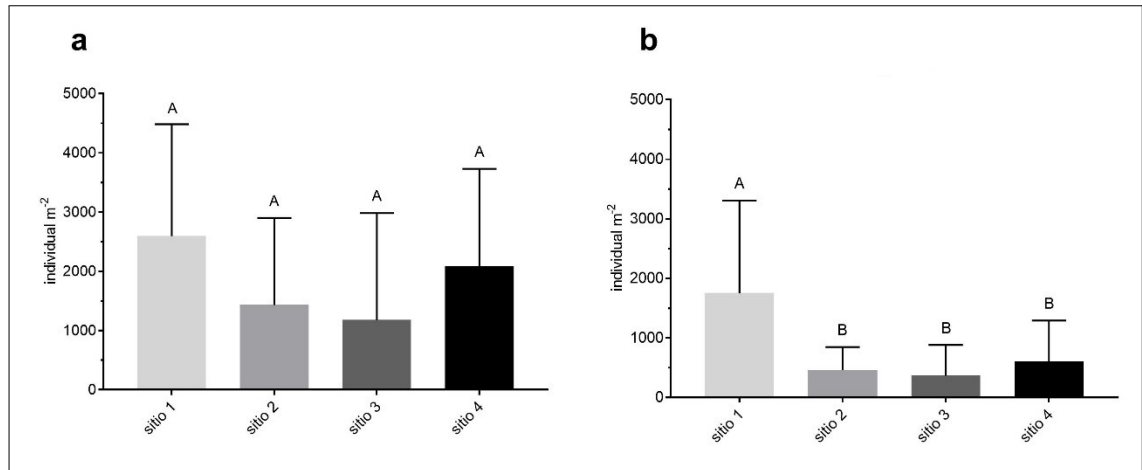 a
5000
4000
3000
2000
1000
0
individual m⁻²
A
A
A
A
sitio 1
sitio 2
sitio 3
sitio 4
b
5000
4000
3000
2000
1000
0
individual m⁻²
A
B
B
B
sitio 1
sitio 2
sitio 3
sitio 4